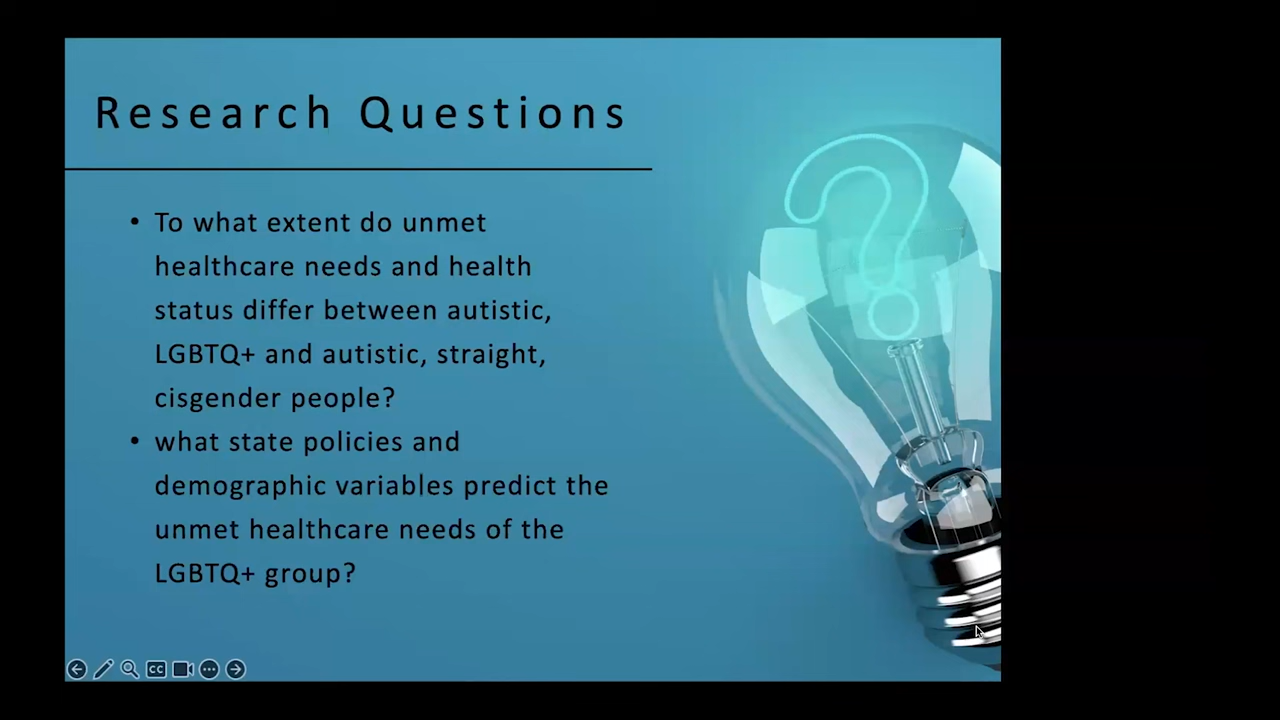 Research Questions
• To what extent do unmet
healthcare needs and health
status differ between autistic,
LGBTQ+ and autistic, straight,
cisgender people?
• what state policies and
demographic variables predict the
unmet healthcare needs of the
LGBTQ+ group?
CC